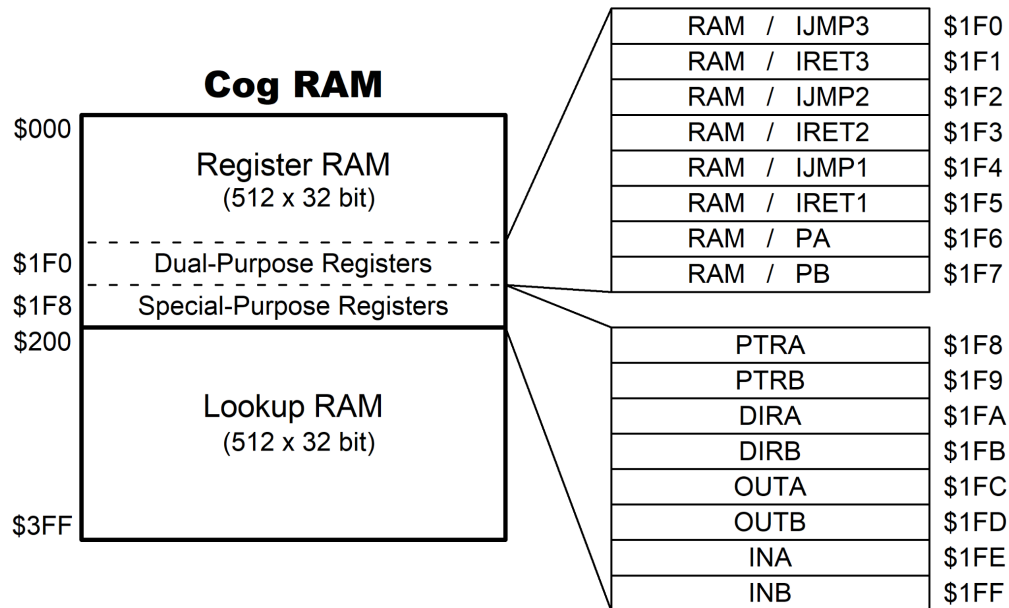 Cog RAM
$000
Register RAM
(512 x 32 bit)
$1F0
Dual-Purpose Registers
$1F8
Special-Purpose Registers
$200
Lookup RAM
(512 x 32 bit)
$3FF
RAM / IJMP3 $1F0
RAM / IRET3 $1F1
RAM / IJMP2 $1F2
RAM / IRET2 $1F3
RAM / IJMP1 $1F4
RAM / IRET1 $1F5
RAM / PA $1F6
RAM / PB $1F7
PTRA $1F8
PTRB $1F9
DIRA $1FA
DIRB $1FB
OUTA $1FC
OUTB $1FD
INA $1FE
INB $1FF